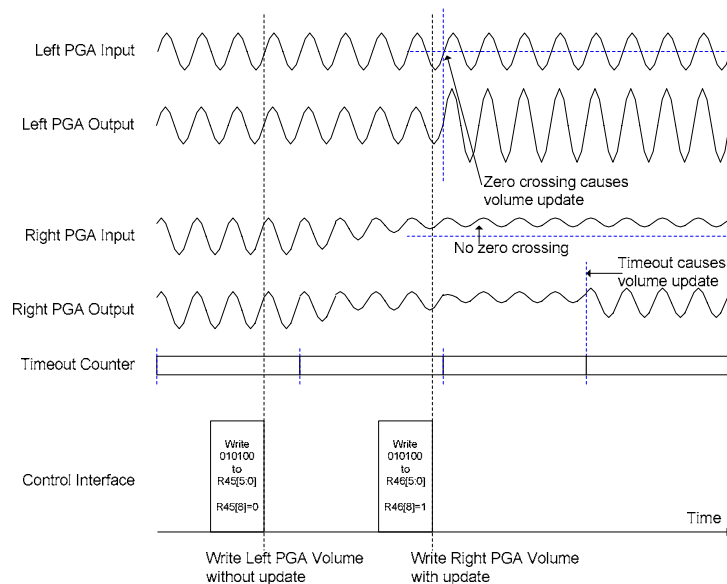 Left PGA Input
Left PGA Output
Zero crossing causes
volume update
Right PGA Input
No zero crossing
Timeout causes
volume update
Right PGA Output
Timeout Counter
Control Interface
Write
010100
to
R45[5:0]
R45[8]=0
Write
010100
to
R46[5:0]
R46[8]=1
Time
Write Left PGA Volume
without update
Write Right PGA Volume
with update